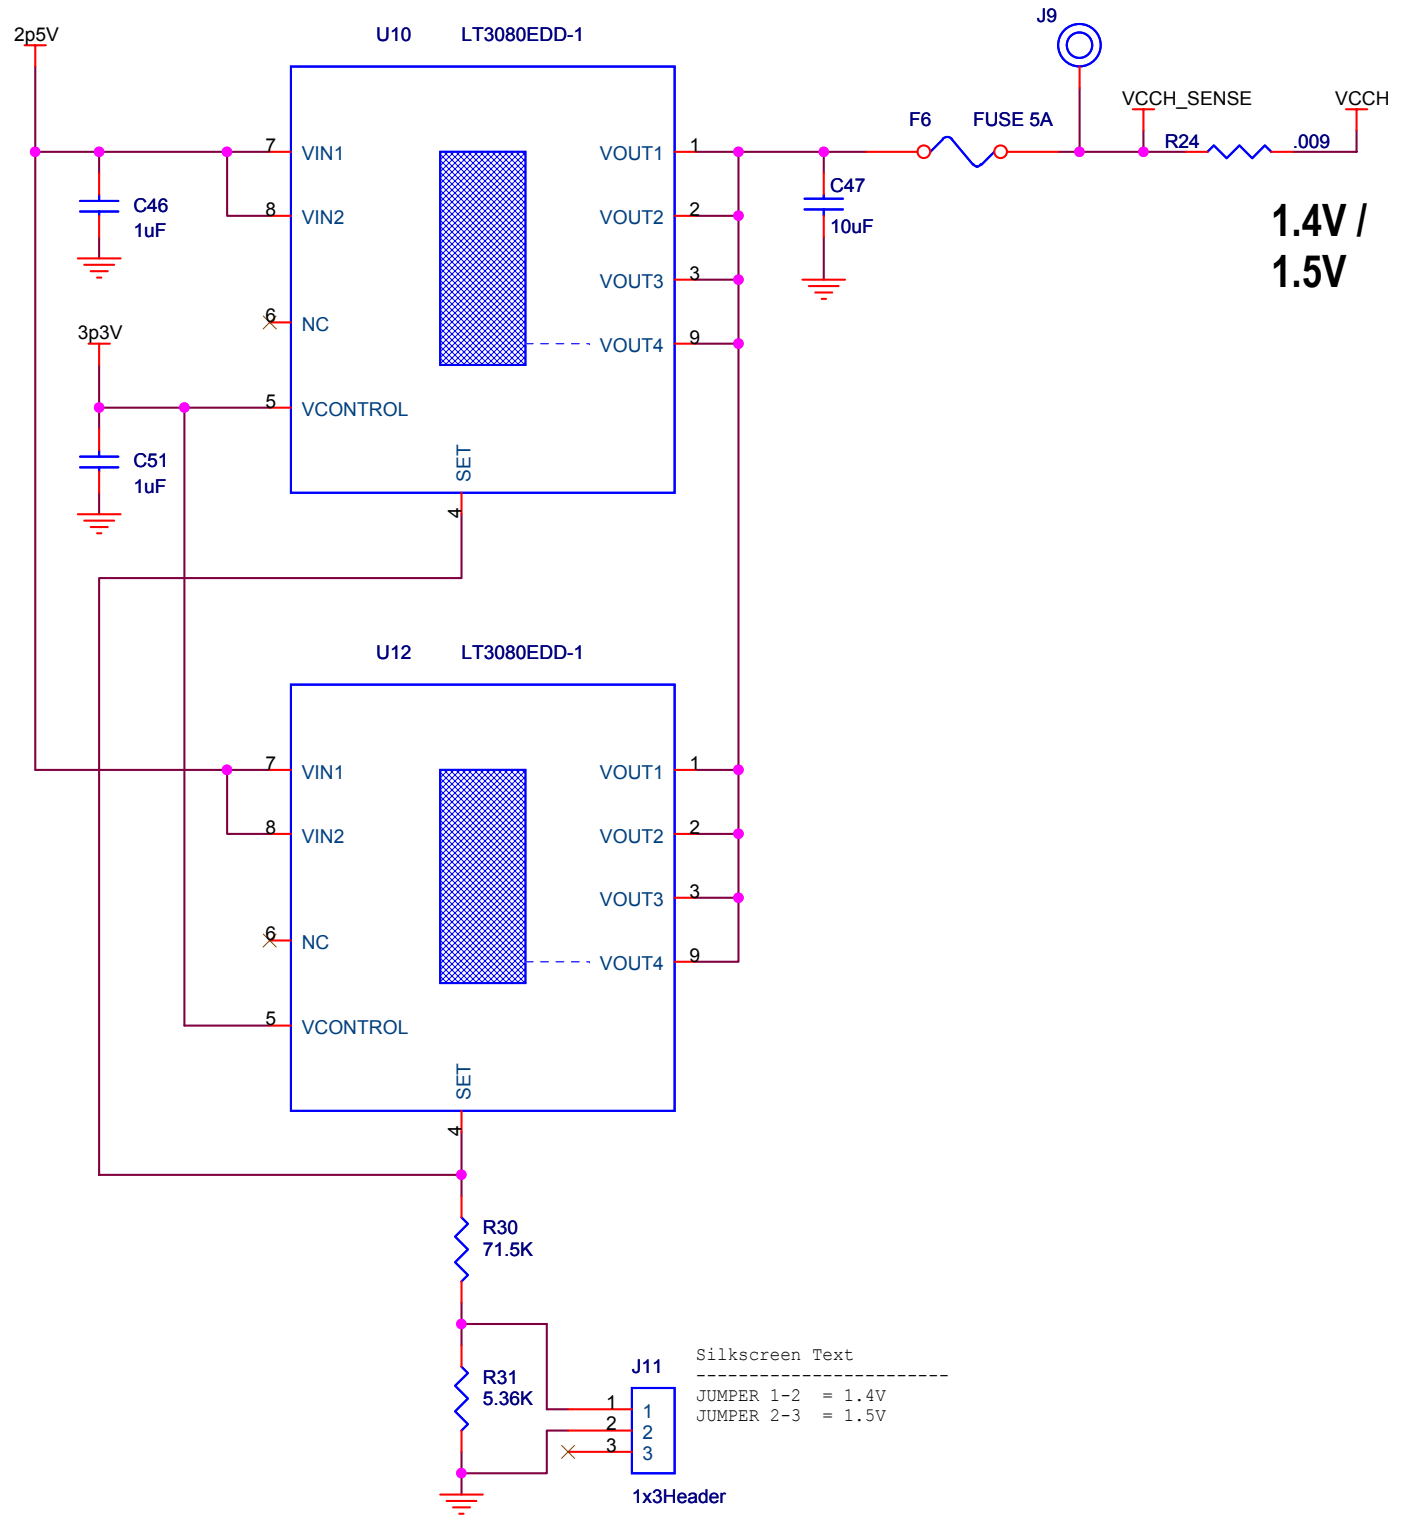 2p5V
U10 LT3080EDD-1
J9
VCCH_SENSE
VCCH
F6 FUSE 5A
R24 .009
7 VIN1
VOUT1 1
C46
1uF
8 VIN2
VOUT2 2
C47
10uF
1.4V /
1.5V
VOUT3 3
6 NC
VOUT4 9
3p3V
5 VCONTROL
C51
1uF
SET
4
U12 LT3080EDD-1
7 VIN1
VOUT1 1
8 VIN2
VOUT2 2
VOUT3 3
6 NC
VOUT4 9
5 VCONTROL
SET
4
R30
71.5K
R31
5.36K
J11
1 1
2 2
3 3
1x3Header
Silkscreen Text
------------------------
JUMPER 1-2 = 1.4V
JUMPER 2-3 = 1.5V